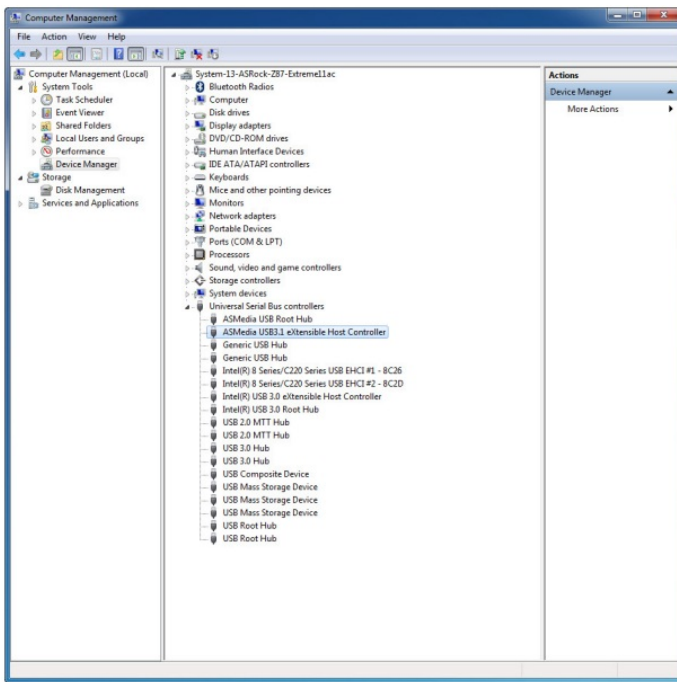 Computer Management
File Action View Help
Computer Management (Local)
System Tools
Task Scheduler
Event Viewer
Shared Folders
Local Users and Groups
Performance
Device Manager
Storage
Disk Management
Services and Applications
System-13-ASRock-Z87-Extreme11ac
Bluetooth Radios
Computer
Disk drives
Display adapters
DVD/CD-ROM drives
Human Interface Devices
IDE ATA/ATAPI controllers
Keyboards
Mice and other pointing devices
Monitors
Network adapters
Portable Devices
Ports (COM & LPT)
Processors
Sound, video and game controllers
Storage controllers
System devices
Universal Serial Bus controllers
ASMedia USB Root Hub
ASMedia USB3.1 eXtensible Host Controller
Generic USB Hub
Generic USB Hub
Intel(R) 8 Series/C220 Series USB EHCI #1 - 8C26
Intel(R) 8 Series/C220 Series USB EHCI #2 - 8C2D
Intel(R) USB 3.0 eXtensible Host Controller
Intel(R) USB 3.0 Root Hub
USB 2.0 MTT Hub
USB 2.0 MTT Hub
USB 3.0 Hub
USB 3.0 Hub
USB Composite Device
USB Mass Storage Device
USB Mass Storage Device
USB Mass Storage Device
USB Root Hub
USB Root Hub
Actions
Device Manager
More Actions